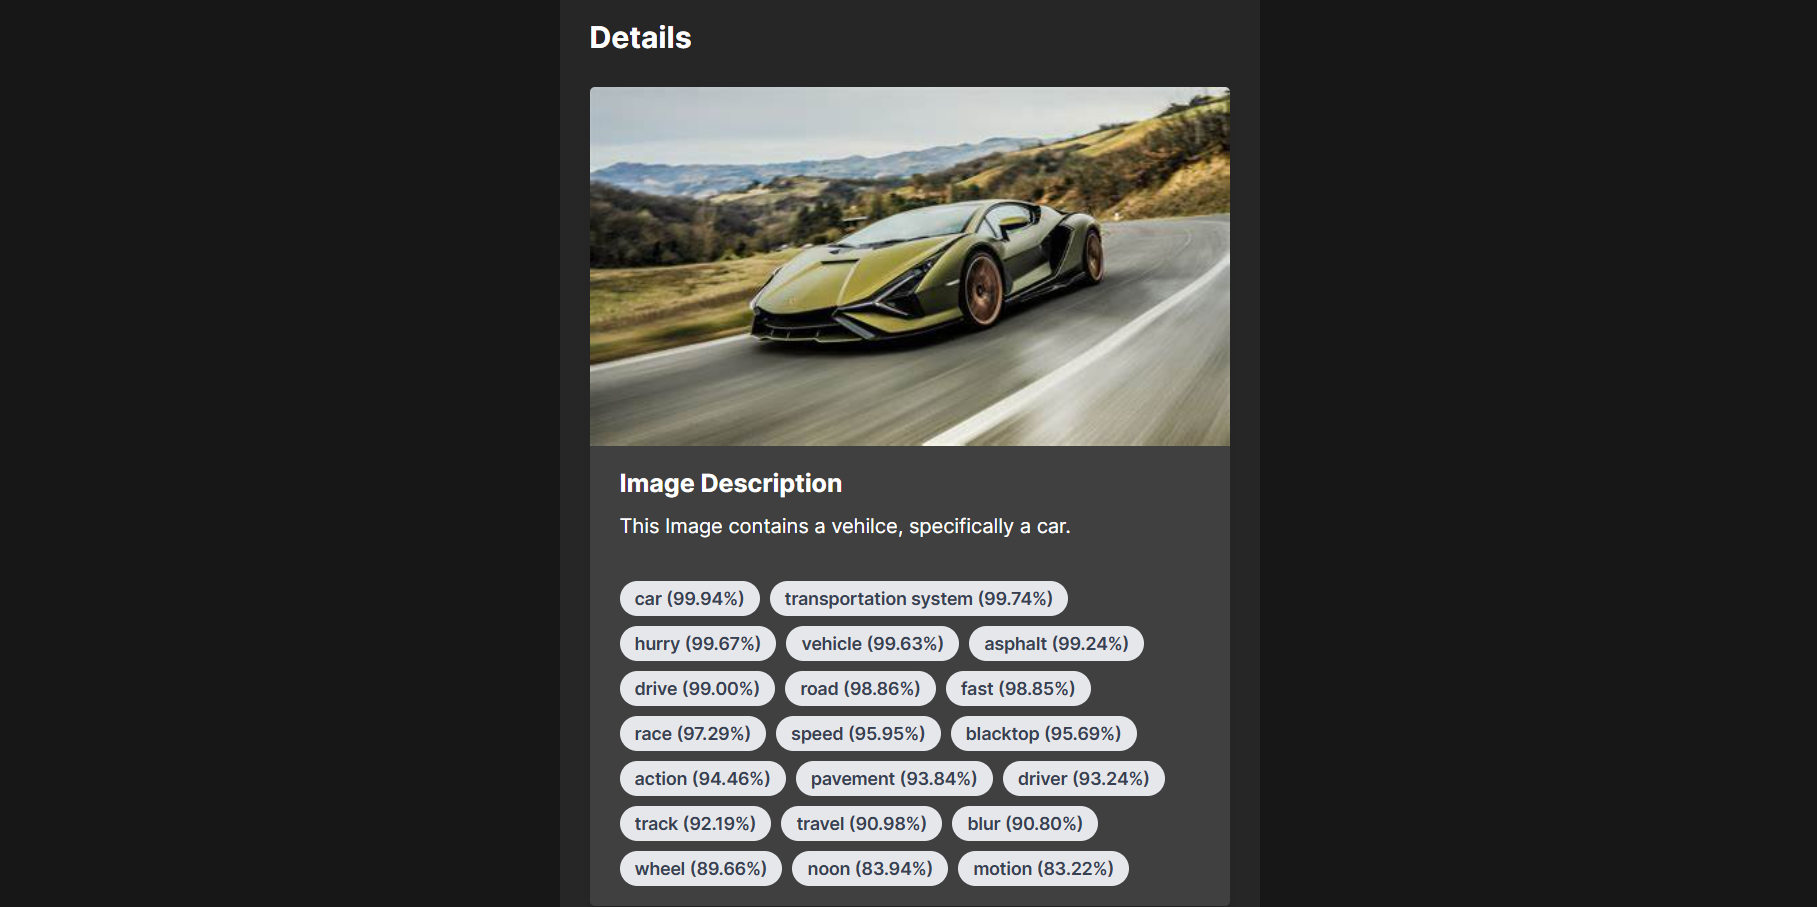 Details
Image Description
This Image contains a vehilce, specifically a car.
car (99.94%) transportation system (99.74%)
hurry (99.67%) vehicle (99.63%) asphalt (99.24%)
drive (99.00%) road (98.86%) fast (98.85%)
race (97.29%) speed (95.95%) blacktop (95.69%)
action (94.46%) pavement (93.84%) driver (93.24%)
track (92.19%) travel (90.98%) blur (90.80%)
wheel (89.66%) noon (83.94%) motion (83.22%)